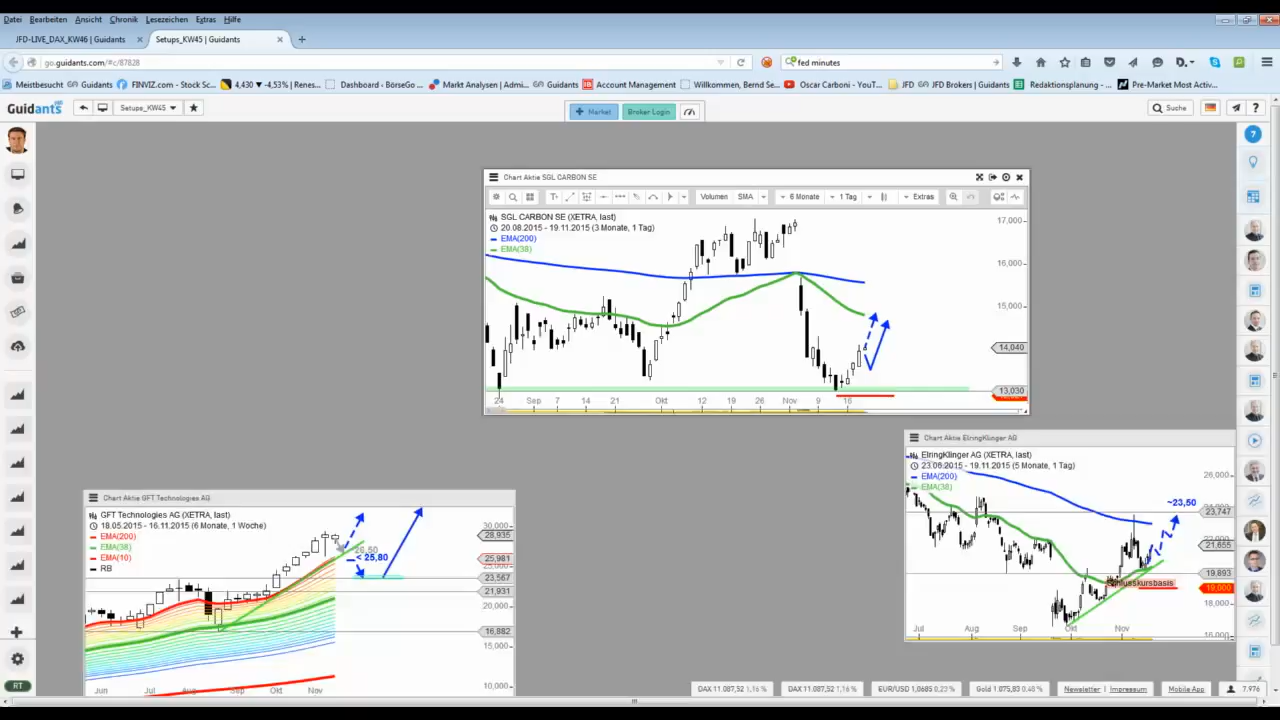 Datei Bearbeiten Ansicht Chronik Lesezeichen Extras Hilfe
JFD-LIVE_DAX_KW46 | Guidants × Setups_KW45 | Guidants × +
go.guidants.com/#c/87828 fed minutes
Meistbesucht Guidants FINVIZ.com - Stock Sc... 4,430 ▼ -4,53% | Renes... Dashboard - BörseGo ... Markt Analysen | Admi... Guidants Account Management Willkommen, Bernd Sen... Oscar Carboni - YouT... JFD JFD Brokers | Guidants Redaktionsplanung - ... Pre-Market Most Activ...
Guidants Setups_KW45 + Market Broker Login Suche ?
Chart Aktie SGL CARBON SE
Volumen SMA 6 Monate 1 Tag Extras
SGL CARBON SE (XETRA, last)
20.08.2015 - 19.11.2015 (3 Monate, 1 Tag)
EMA(200)
EMA(38)
17,000
16,000
15,000
14,040
13,030
24 Sep 7 14 21 Okt 12 19 26 Nov 9 16
Chart Aktie ElringKlinger AG
ElringKlinger AG (XETRA, last)
23.06.2015 - 19.11.2015 (5 Monate, 1 Tag)
EMA(200)
EMA(38)
~23,50
26,000
23,747
22,000
21,655
19,893
19,000
18,000
16,000
Jul Aug Sep Okt Nov
Chart Aktie GFT Technologies AG
GFT Technologies AG (XETRA, last)
18.05.2015 - 16.11.2015 (6 Monate, 1 Woche)
EMA(200)
EMA(38)
EMA(10)
RB
26,50
< 25,80
30,000
28,935
25,981
23,567
21,931
20,000
16,882
15,000
10,000
Jun Jul Aug Sep Okt Nov
RT
DAX 11.087,52 1,16 % DAX 11.087,52 1,16 % EUR/USD 1,0685 0,23 % Gold 1.075,83 0,48 % Newsletter | Impressum Mobile App 7.976